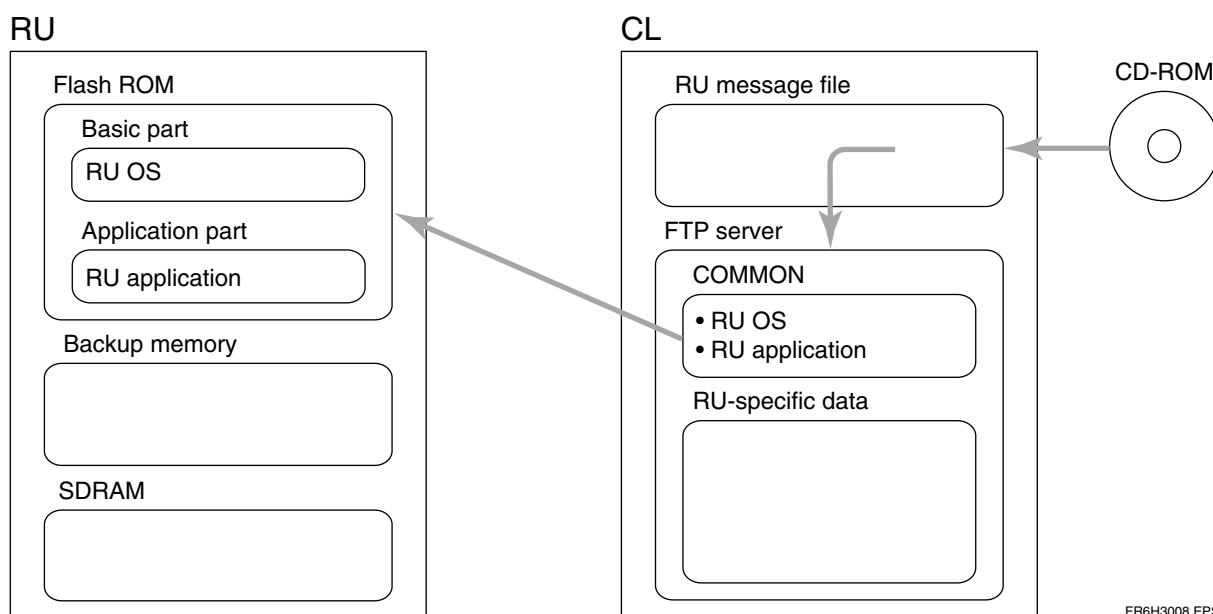 RU
Flash ROM
Basic part
RU OS
Application part
RU application
Backup memory
SDRAM
CL
RU message file
FTP server
COMMON
• RU OS
• RU application
RU-specific data
CD-ROM